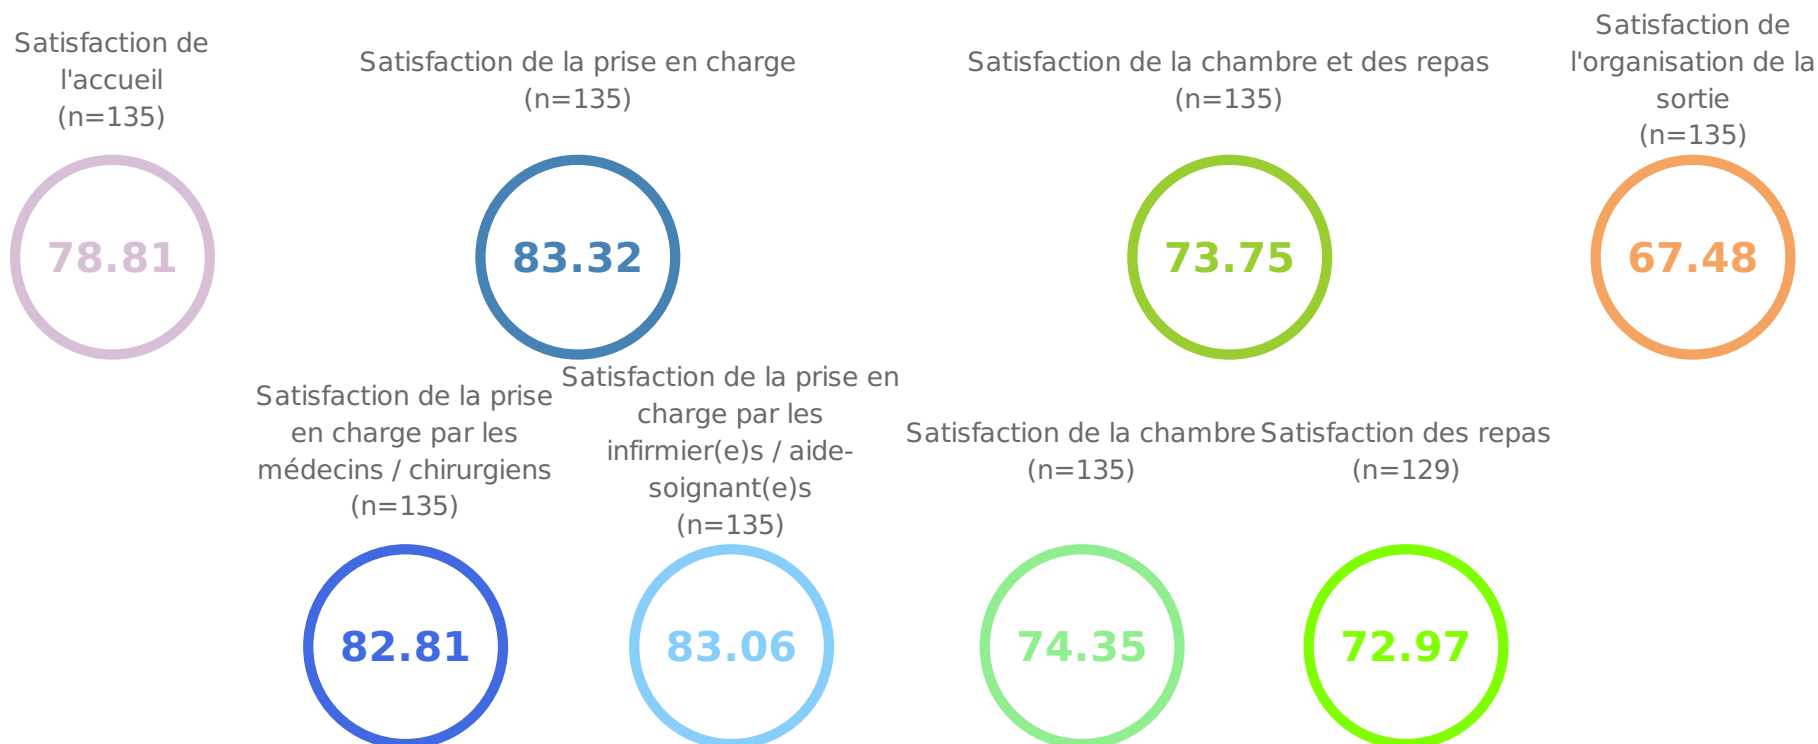 Satisfaction de
l'accueil
(n=135)
78.81
Satisfaction de la prise en charge
(n=135)
83.32
Satisfaction de la chambre et des repas
(n=135)
73.75
Satisfaction de
l'organisation de la
sortie
(n=135)
67.48
Satisfaction de la prise
en charge par les
médecins / chirurgiens
(n=135)
82.81
Satisfaction de la prise en
charge par les
infirmier(e)s / aide-
soignant(e)s
(n=135)
83.06
Satisfaction de la chambre
(n=135)
74.35
Satisfaction des repas
(n=129)
72.97